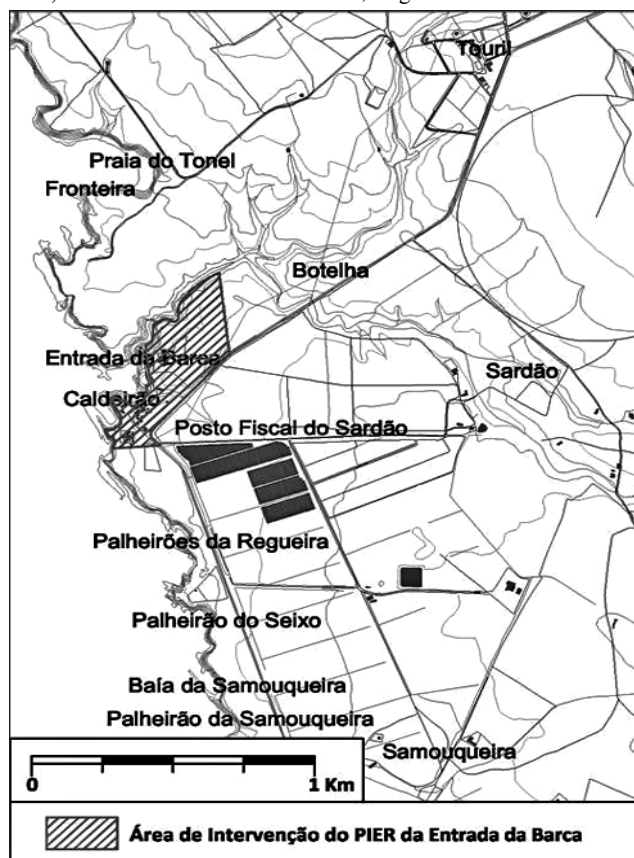 Touril
Praia do Tonel
Fronteira
Botelha
Entrada da Barca
Sardão
Caldeirão
Posto Fiscal do Sardão
Palheirões da Regueira
Palheirão do Seixo
Baía da Samouqueira
Palheirão da Samouqueira
Samouqueira
0 1 Km
Área de Intervenção do PIER da Entrada da Barca